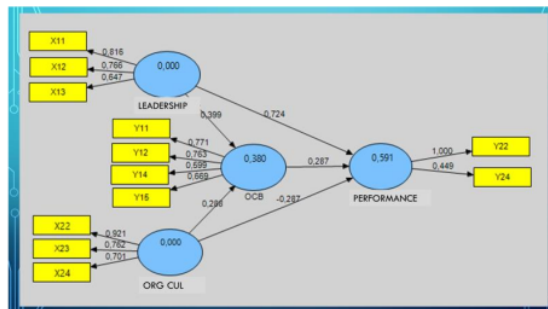 X11
0,816
X12
0,766
X13
0,647
0,000
LEADERSHIP
0,399
0,724
Y11
0,771
Y12
0,763
Y14
0,599
Y16
0,669
0,380
OCB
0,287
0,591
PERFORMANCE
1,000
Y22
0,449
Y24
0,288
-0,287
X22
0,921
X23
0,762
X24
0,701
0,000
ORG CUL